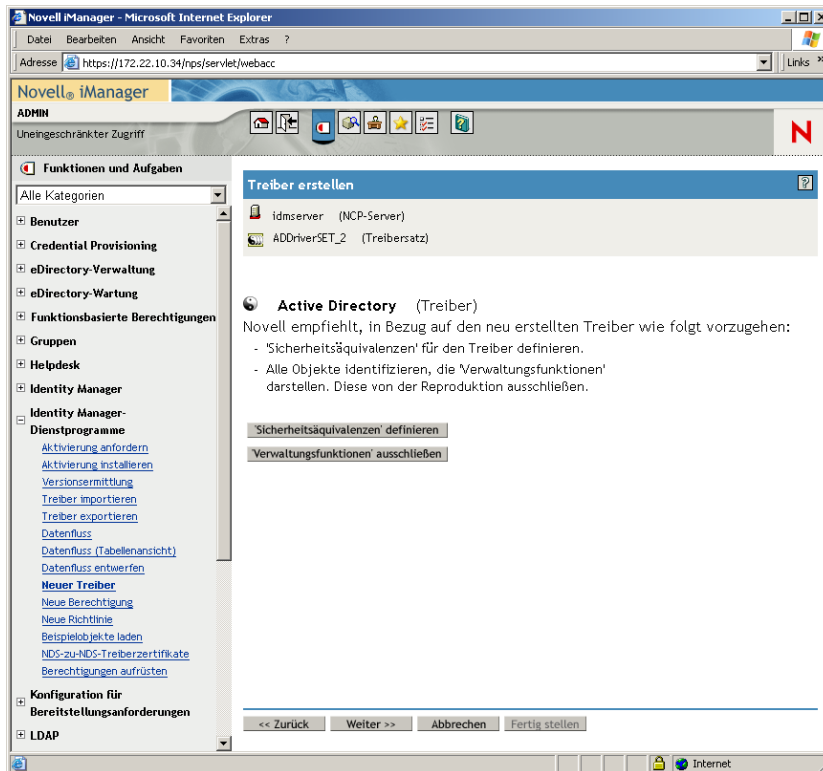 Novell iManager - Microsoft Internet Explorer
Datei Bearbeiten Ansicht Favoriten Extras ?
Adresse https://172.22.10.34/nps/servlet/webacc Links »
Novell® iManager
ADMIN
Uneingeschränkter Zugriff
N
Funktionen und Aufgaben
Alle Kategorien
Benutzer
Credential Provisioning
eDirectory-Verwaltung
eDirectory-Wartung
Funktionsbasierte Berechtigungen
Gruppen
Helpdesk
Identity Manager
Identity Manager-
Dienstprogramme
Aktivierung anfordern
Aktivierung installieren
Versionsermittlung
Treiber importieren
Treiber exportieren
Datenfluss
Datenfluss (Tabellenansicht)
Datenfluss entwerfen
Neuer Treiber
Neue Berechtigung
Neue Richtlinie
Beispielobjekte laden
NDS-zu-NDS-Treiberzertifikate
Berechtigungen aufrüsten
Konfiguration für
Bereitstellungsanforderungen
LDAP
Treiber erstellen ?
idmserver (NCP-Server)
ADDriverSET_2 (Treibersatz)
Active Directory (Treiber)
Novell empfiehlt, in Bezug auf den neu erstellten Treiber wie folgt vorzugehen:
- 'Sicherheitsäquivalenzen' für den Treiber definieren.
- Alle Objekte identifizieren, die 'Verwaltungsfunktionen'
darstellen. Diese von der Reproduktion ausschließen.
'Sicherheitsäquivalenzen' definieren
'Verwaltungsfunktionen' ausschließen
<< Zurück Weiter >> Abbrechen Fertig stellen
Internet